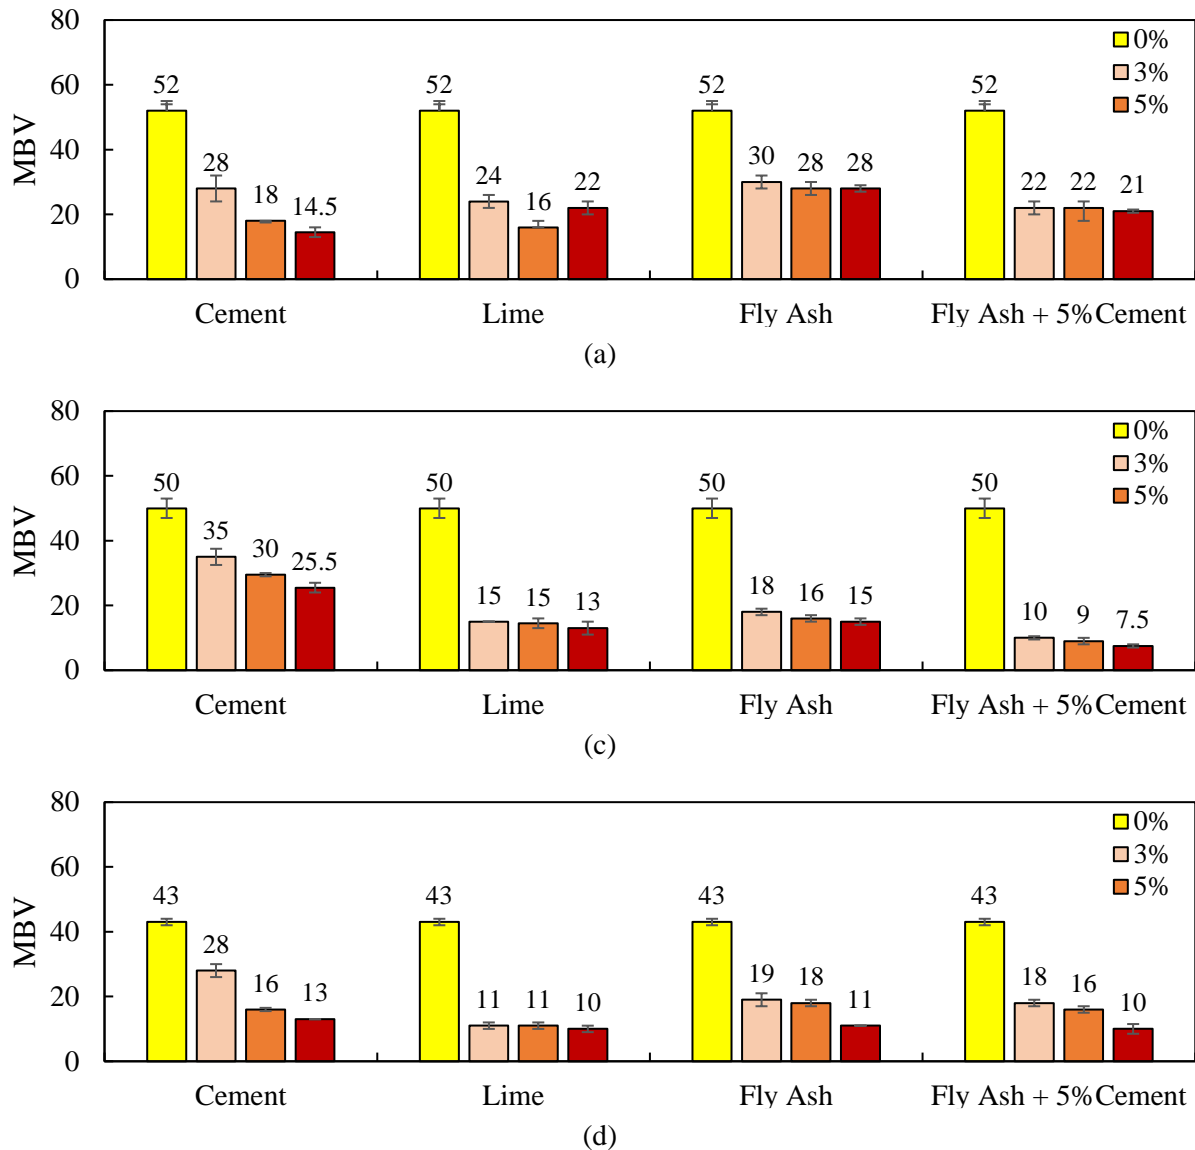 80
60
40
20
0
MBV
52 28 18 14.5
52 24 16 22
52 30 28 28
52 22 22 21
0%
3%
5%
Cement Lime Fly Ash Fly Ash + 5%Cement
(a)
80
60
40
20
0
MBV
50 35 30 25.5
50 15 15 13
50 18 16 15
50 10 9 7.5
0%
3%
5%
Cement Lime Fly Ash Fly Ash + 5%Cement
(c)
80
60
40
20
0
MBV
43 28 16 13
43 11 11 10
43 19 18 11
43 18 16 10
0%
3%
5%
Cement Lime Fly Ash Fly Ash + 5%Cement
(d)